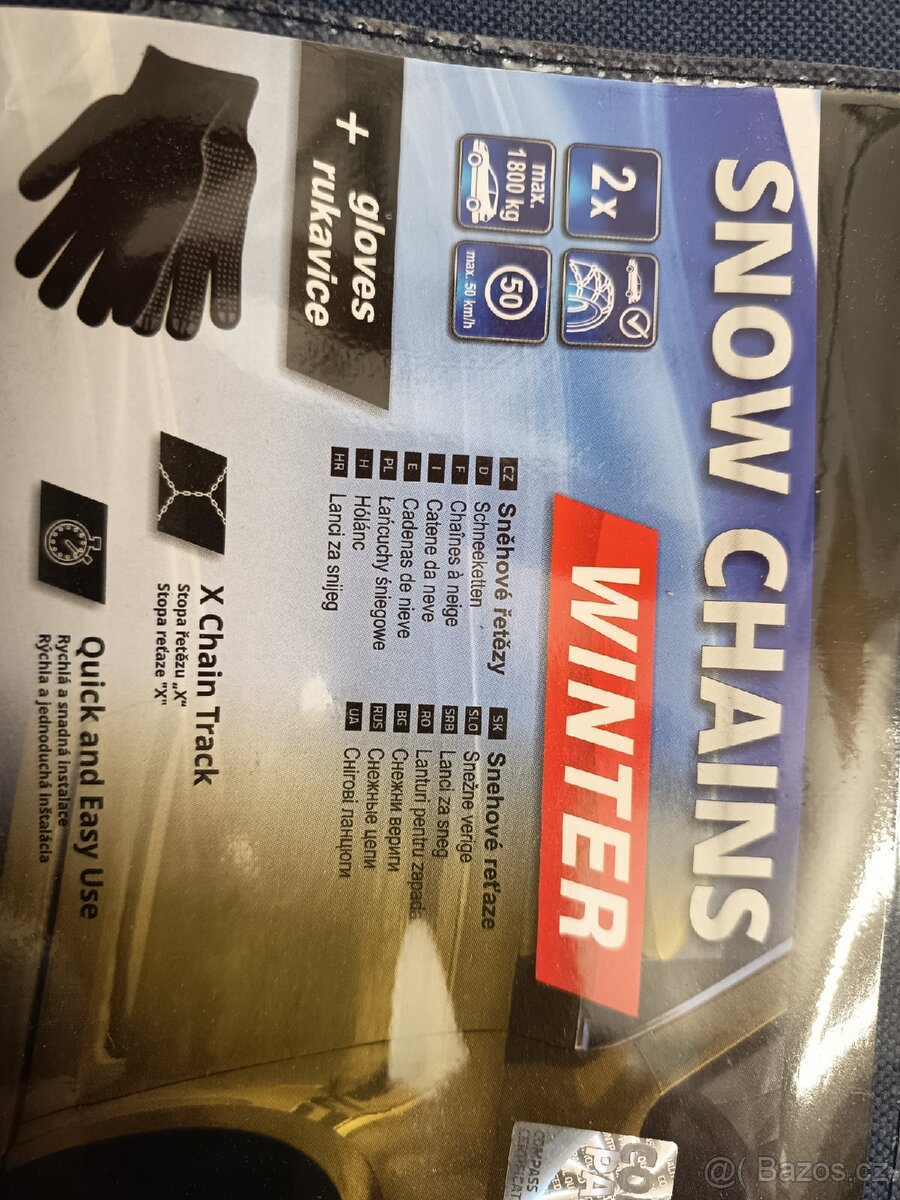 SNOW CHAINS
WINTER
2x
max.
1800 kg
50
max. 50 km/h
+ gloves
rukavice
CZ Sněhové řetězy
D Schneeketten
F Chaînes à neige
I Catene da neve
E Cadenas de nieve
PL Łańcuchy śniegowe
H Hólánc
HR Lanci za snijeg
SK Snehové reťaze
SLO Snežne verige
SRB Lanci za sneg
RO Lanturi pentru zapada
BG Снежни вериги
RUS Снежные цепи
UA Снігові ланцюги
X Chain Track
Stopa řetězu „X“
Stopa reťaze "X"
Quick and Easy Use
Rychlá a snadná instalace
Rýchla a jednoduchá inštalácia
COMPASS
@( Bazos.cz